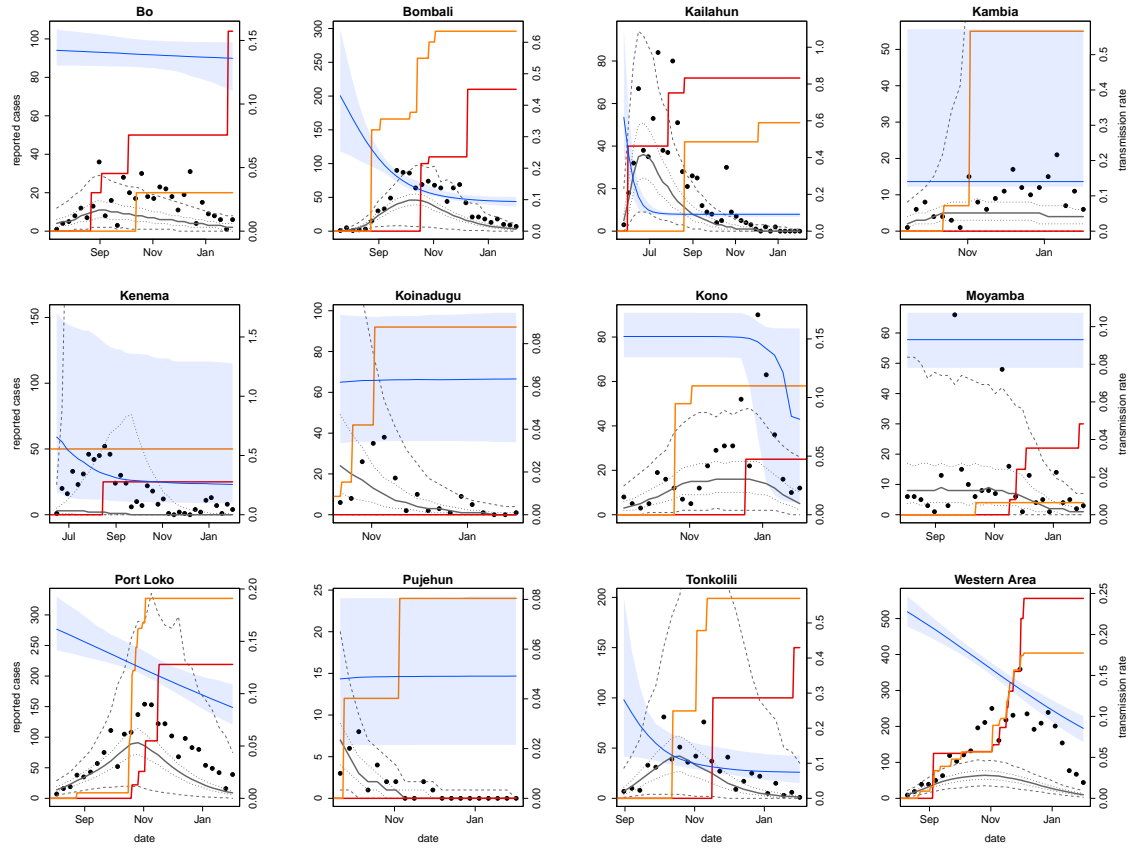 Bo
Bombali
Kailahun
Kambia
reported cases
0 20 40 60 80 100
0.00 0.05 0.10 0.15
Sep Nov Jan
0 50 100 150 200 250 300
0.0 0.1 0.2 0.3 0.4 0.5 0.6
Sep Nov Jan
0 20 40 60 80
0.0 0.2 0.4 0.6 0.8 1.0
Jul Sep Nov Jan
0 10 20 30 40 50
0.0 0.1 0.2 0.3 0.4 0.5
Nov Jan
transmission rate
Kenema
Koinadugu
Kono
Moyamba
reported cases
0 50 100 150
0.0 0.5 1.0 1.5
Jul Sep Nov Jan
0 20 40 60 80 100
0.00 0.02 0.04 0.06 0.08
Nov Jan
0 20 40 60 80
0.00 0.05 0.10 0.15
Sep Nov Jan
0 10 20 30 40 50 60
0.00 0.02 0.04 0.06 0.08 0.10
Sep Nov Jan
transmission rate
Port Loko
Pujehun
Tonkolili
Western Area
reported cases
0 50 100 150 200 250 300
0.00 0.05 0.10 0.15 0.20
Sep Nov Jan
date
0 5 10 15 20 25
0.00 0.02 0.04 0.06 0.08
Nov Jan
date
0 50 100 150 200
0.0 0.1 0.2 0.3 0.4 0.5
Sep Nov Jan
date
0 100 200 300 400 500
0.00 0.05 0.10 0.15 0.20 0.25
Sep Nov Jan
date
transmission rate